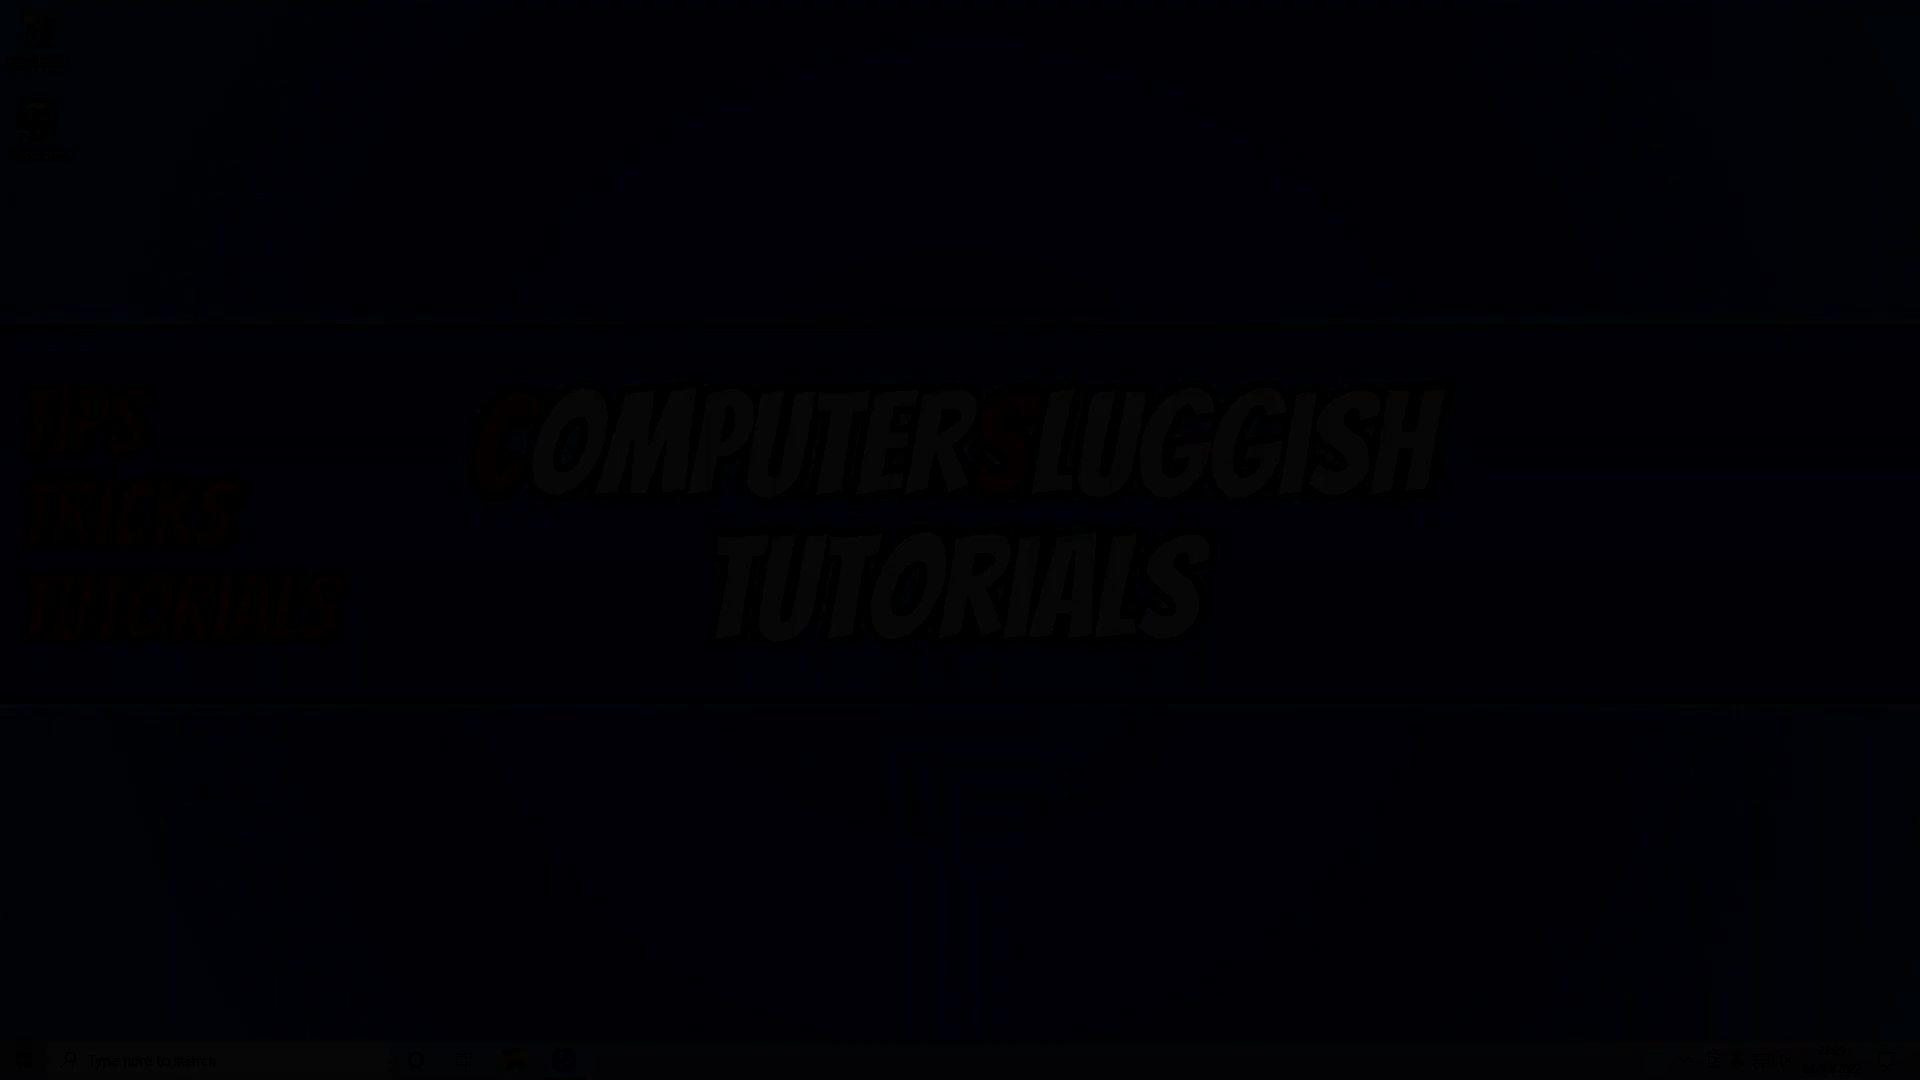 TIPS
TRICKS
TUTORIALS
COMPUTERSLUGGISH
TUTORIALS
Type here to search